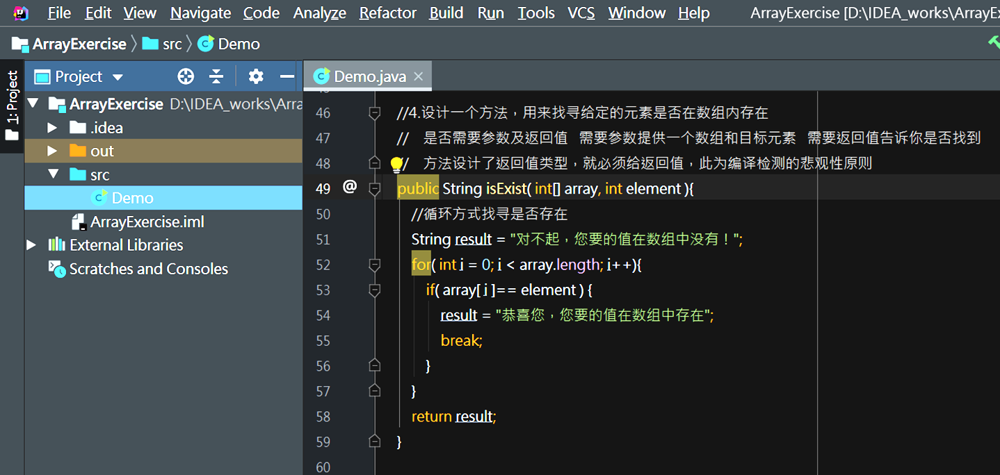 File Edit View Navigate Code Analyze Refactor Build Run Tools VCS Window Help ArrayExercise [D:\IDEA_works\ArrayEx
ArrayExercise src Demo
1: Project
Project
Demo.java
ArrayExercise D:\IDEA_works\Arra
.idea
out
src
Demo
ArrayExercise.iml
External Libraries
Scratches and Consoles
46 //4.设计一个方法，用来找寻给定的元素是否在数组内存在
47 // 是否需要参数及返回值 需要参数提供一个数组和目标元素 需要返回值告诉你是否找到
48 // 方法设计了返回值类型，就必须给返回值，此为编译检测的悲观性原则
49 @ public String isExist( int[] array, int element ){
50 //循环方式找寻是否存在
51 String result = "对不起，您要的值在数组中没有！";
52 for( int i = 0; i < array.length; i++){
53 if( array[ i ]== element ) {
54 result = "恭喜您，您要的值在数组中存在";
55 break;
56 }
57 }
58 return result;
59 }
60